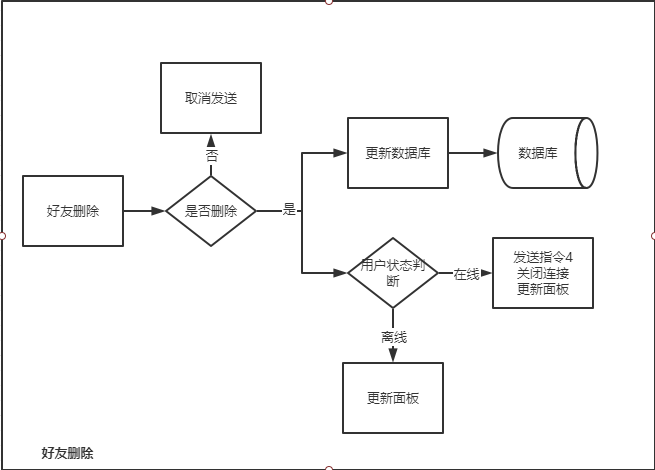 取消发送
否
好友删除
是否删除
是
更新数据库
数据库
用户状态判
断
在线
发送指令4
关闭连接
更新面板
离线
更新面板
好友删除